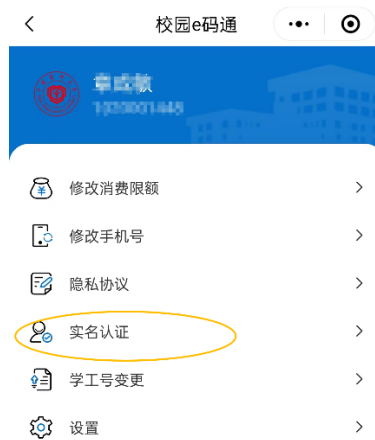 校园e码通
修改消费限额
修改手机号
隐私协议
实名认证
学工号变更
设置